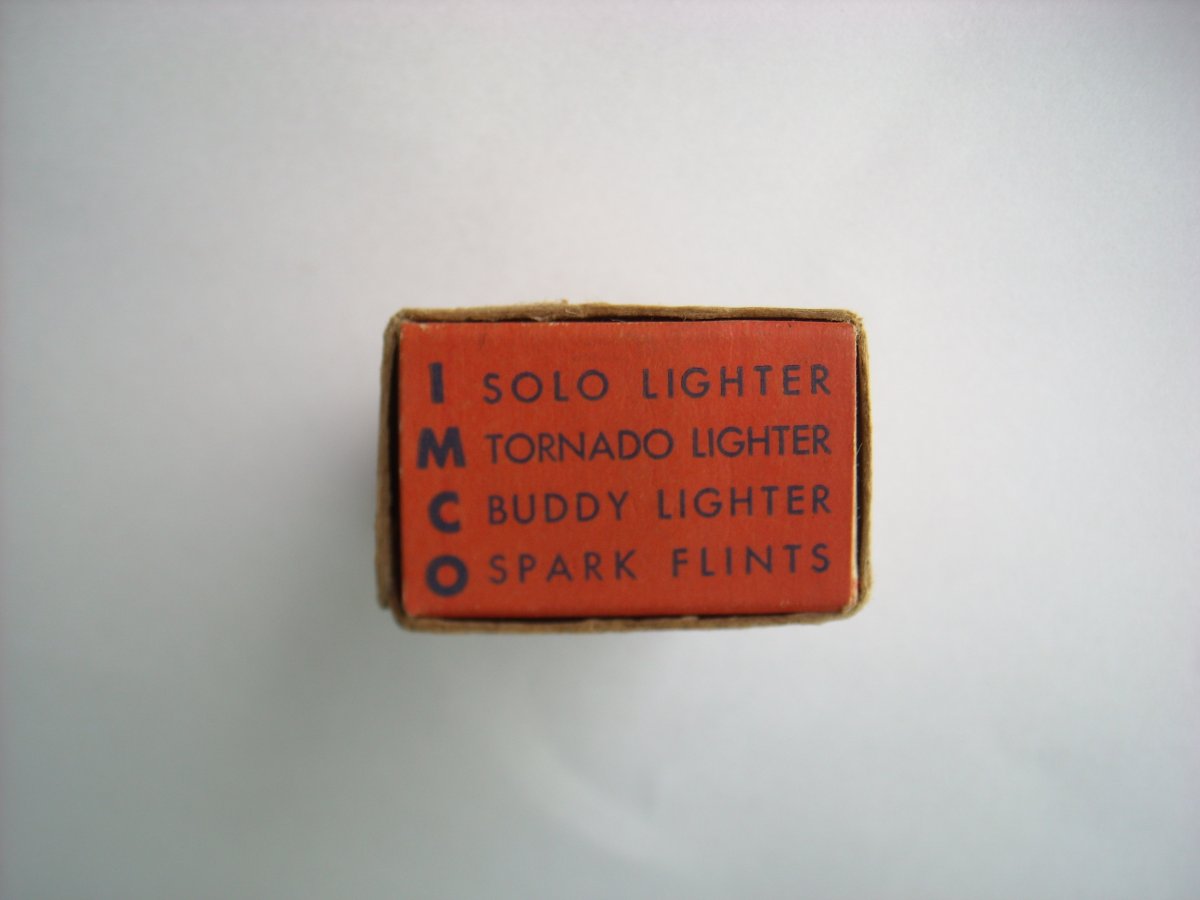 I SOLO LIGHTER
M TORNADO LIGHTER
C BUDDY LIGHTER
O SPARK FLINTS